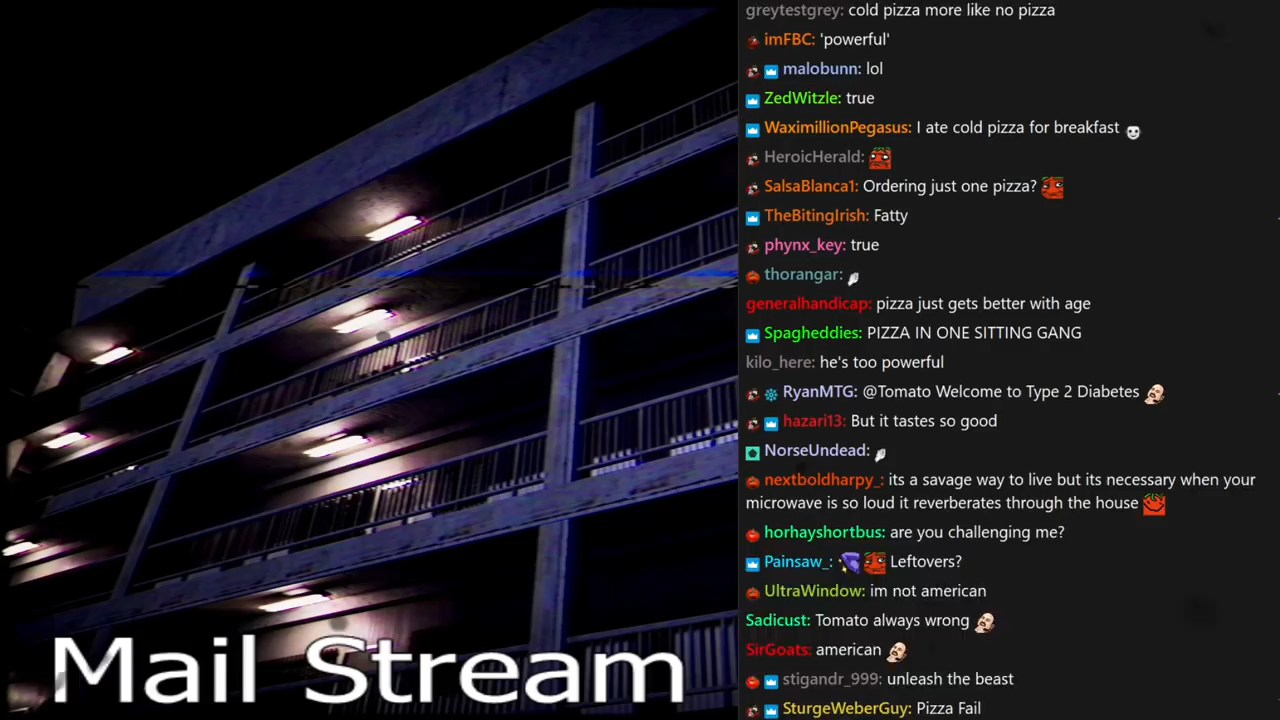 greytestgrey: cold pizza more like no pizza
imFBC: 'powerful'
malobunn: lol
ZedWitzle: true
WaximillionPegasus: I ate cold pizza for breakfast
HeroicHerald:
SalsaBlanca1: Ordering just one pizza?
TheBitingIrish: Fatty
phynx_key: true
thorangar:
generalhandicap: pizza just gets better with age
Spagheddies: PIZZA IN ONE SITTING GANG
kilo_here: he's too powerful
RyanMTG: @Tomato Welcome to Type 2 Diabetes
hazari13: But it tastes so good
NorseUndead:
nextboldharpy_: its a savage way to live but its necessary when your
microwave is so loud it reverberates through the house
horhayshortbus: are you challenging me?
Painsaw_: Leftovers?
UltraWindow: im not american
Sadicust: Tomato always wrong
SirGoats: american
stigandr_999: unleash the beast
SturgeWeberGuy: Pizza Fail
Mail Stream